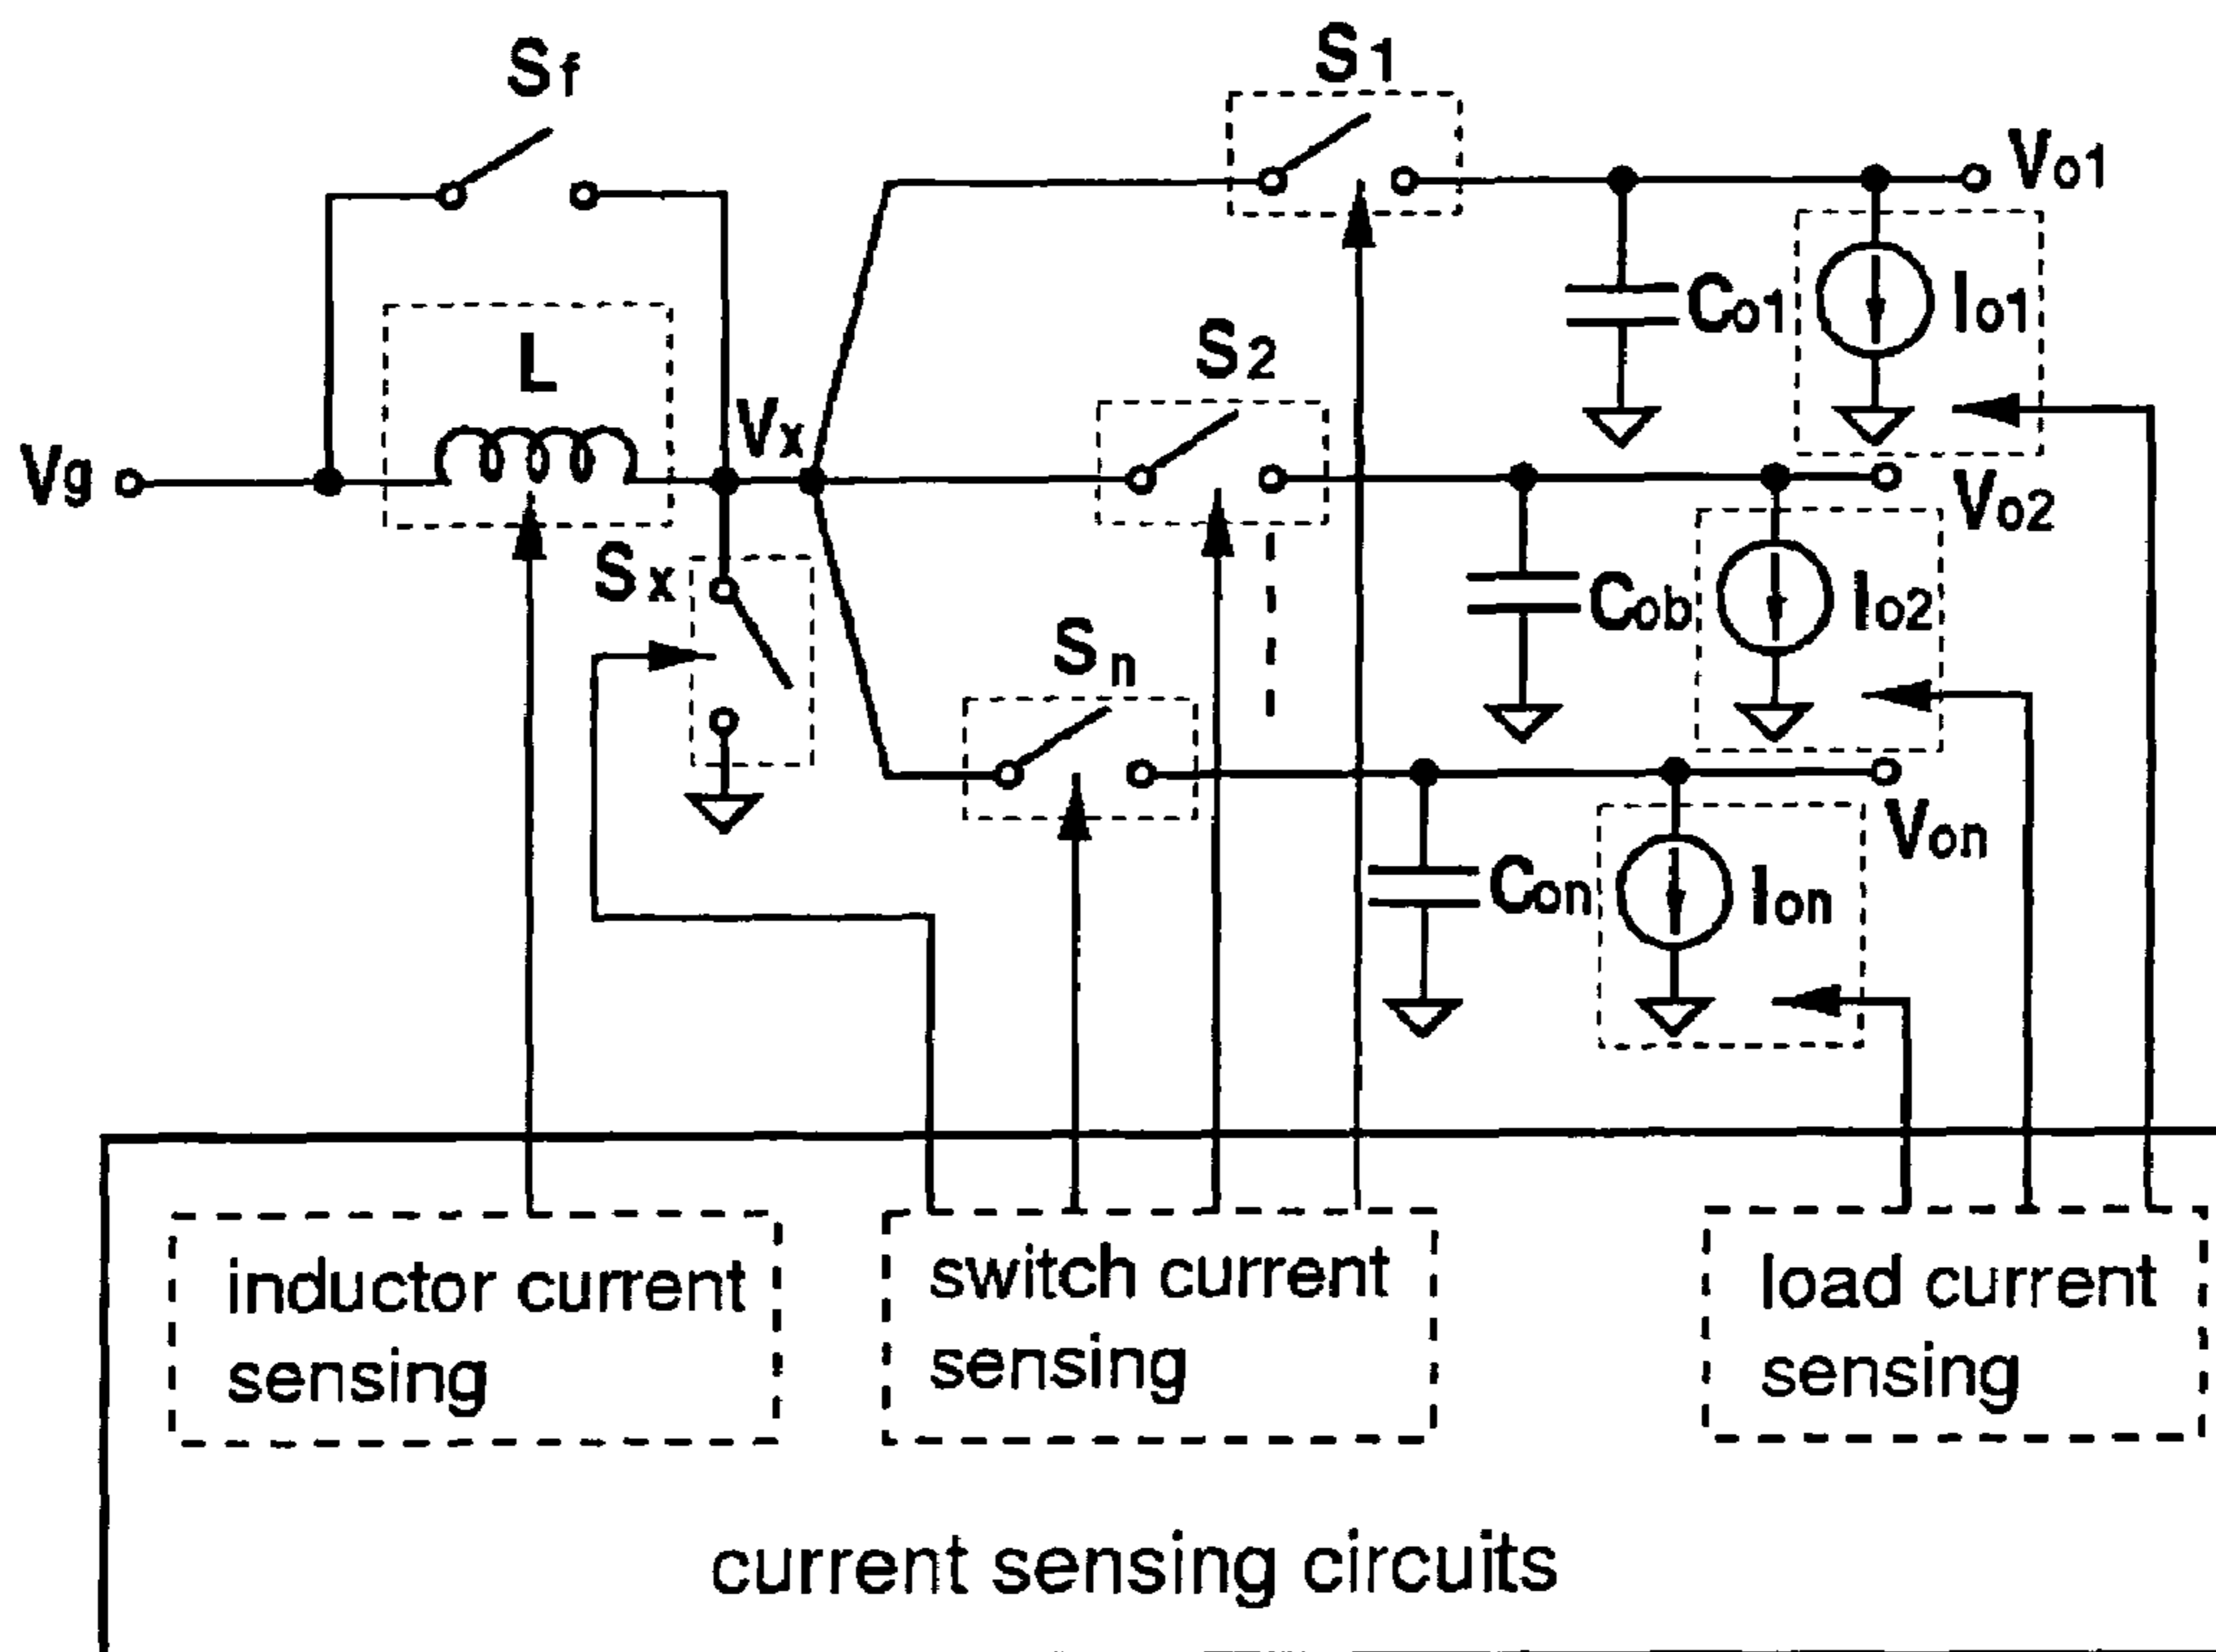 Sf
S1
Vo1
L
Co1
Io1
S2
Vx
Vg
Vo2
Sx
Cob
Io2
Sn
Von
Con
Ion
inductor current
sensing
switch current
sensing
load current
sensing
current sensing circuits